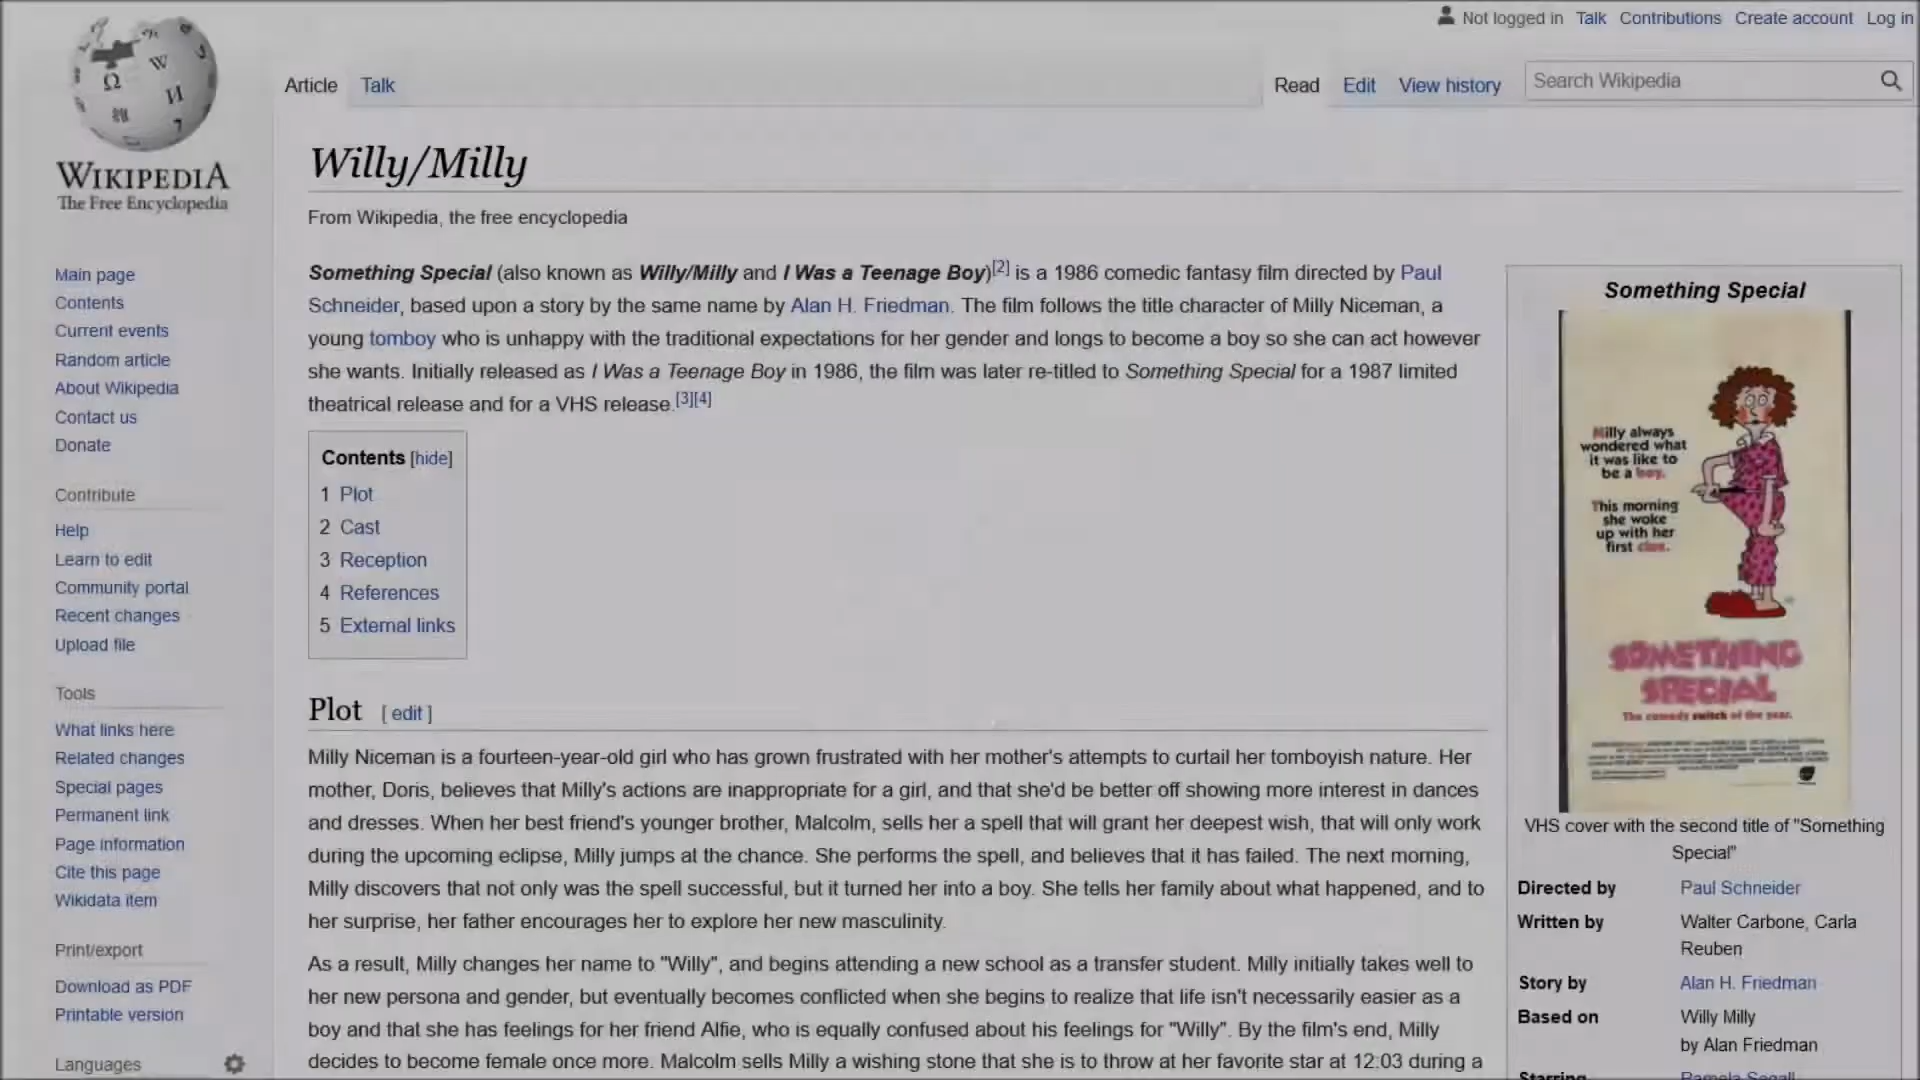 Not logged in Talk Contributions Create account Log in
Article Talk Read Edit View history Search Wikipedia
WIKIPEDIA
The Free Encyclopedia
Main page
Contents
Current events
Random article
About Wikipedia
Contact us
Donate
Contribute
Help
Learn to edit
Community portal
Recent changes
Upload file
Tools
What links here
Related changes
Special pages
Permanent link
Page information
Cite this page
Wikidata item
Print/export
Download as PDF
Printable version
Languages
Willy/Milly
From Wikipedia, the free encyclopedia
Something Special (also known as Willy/Milly and I Was a Teenage Boy)[2] is a 1986 comedic fantasy film directed by Paul
Schneider, based upon a story by the same name by Alan H. Friedman. The film follows the title character of Milly Niceman, a
young tomboy who is unhappy with the traditional expectations for her gender and longs to become a boy so she can act however
she wants. Initially released as I Was a Teenage Boy in 1986, the film was later re-titled to Something Special for a 1987 limited
theatrical release and for a VHS release.[3][4]
Contents [hide]
1 Plot
2 Cast
3 Reception
4 References
5 External links
Plot [ edit ]
Milly Niceman is a fourteen-year-old girl who has grown frustrated with her mother's attempts to curtail her tomboyish nature. Her
mother, Doris, believes that Milly's actions are inappropriate for a girl, and that she'd be better off showing more interest in dances
and dresses. When her best friend's younger brother, Malcolm, sells her a spell that will grant her deepest wish, that will only work
during the upcoming eclipse, Milly jumps at the chance. She performs the spell, and believes that it has failed. The next morning,
Milly discovers that not only was the spell successful, but it turned her into a boy. She tells her family about what happened, and to
her surprise, her father encourages her to explore her new masculinity.
As a result, Milly changes her name to "Willy", and begins attending a new school as a transfer student. Milly initially takes well to
her new persona and gender, but eventually becomes conflicted when she begins to realize that life isn't necessarily easier as a
boy and that she has feelings for her friend Alfie, who is equally confused about his feelings for "Willy". By the film's end, Milly
decides to become female once more. Malcolm sells Milly a wishing stone that she is to throw at her favorite star at 12:03 during a
Something Special
Milly always
wondered what
it was like to
be a boy.
This morning
she woke
up with her
first clue.
SOMETHING
SPECIAL
The comedy switch of the year.
VHS cover with the second title of "Something
Special"
Directed by Paul Schneider
Written by Walter Carbone, Carla
Reuben
Story by Alan H. Friedman
Based on Willy Milly
by Alan Friedman
Starring Pamela Segall